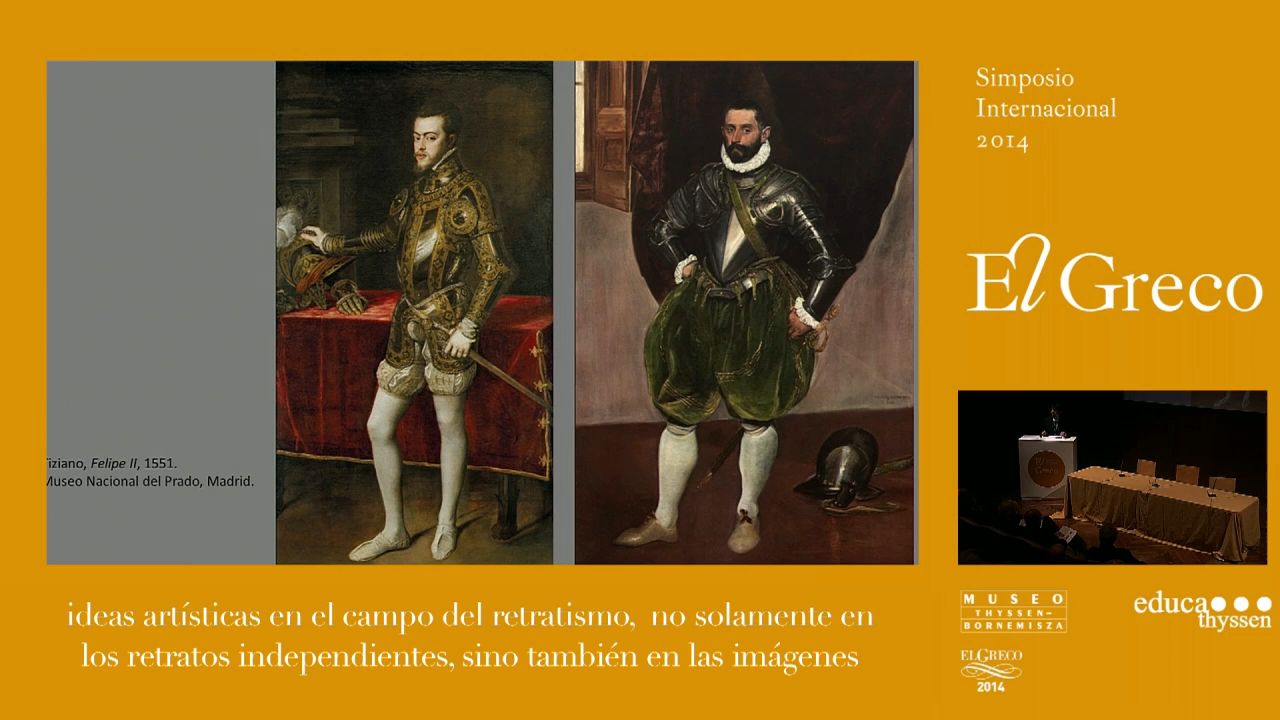 Simposio
Internacional
2014
El Greco
iziano, Felipe II, 1551.
Museo Nacional del Prado, Madrid.
ideas artísticas en el campo del retratismo, no solamente en
los retratos independientes, sino también en las imágenes
MUSEO
THYSSEN-
BORNEMISZA
educa
thyssen
EL GRECO
2014